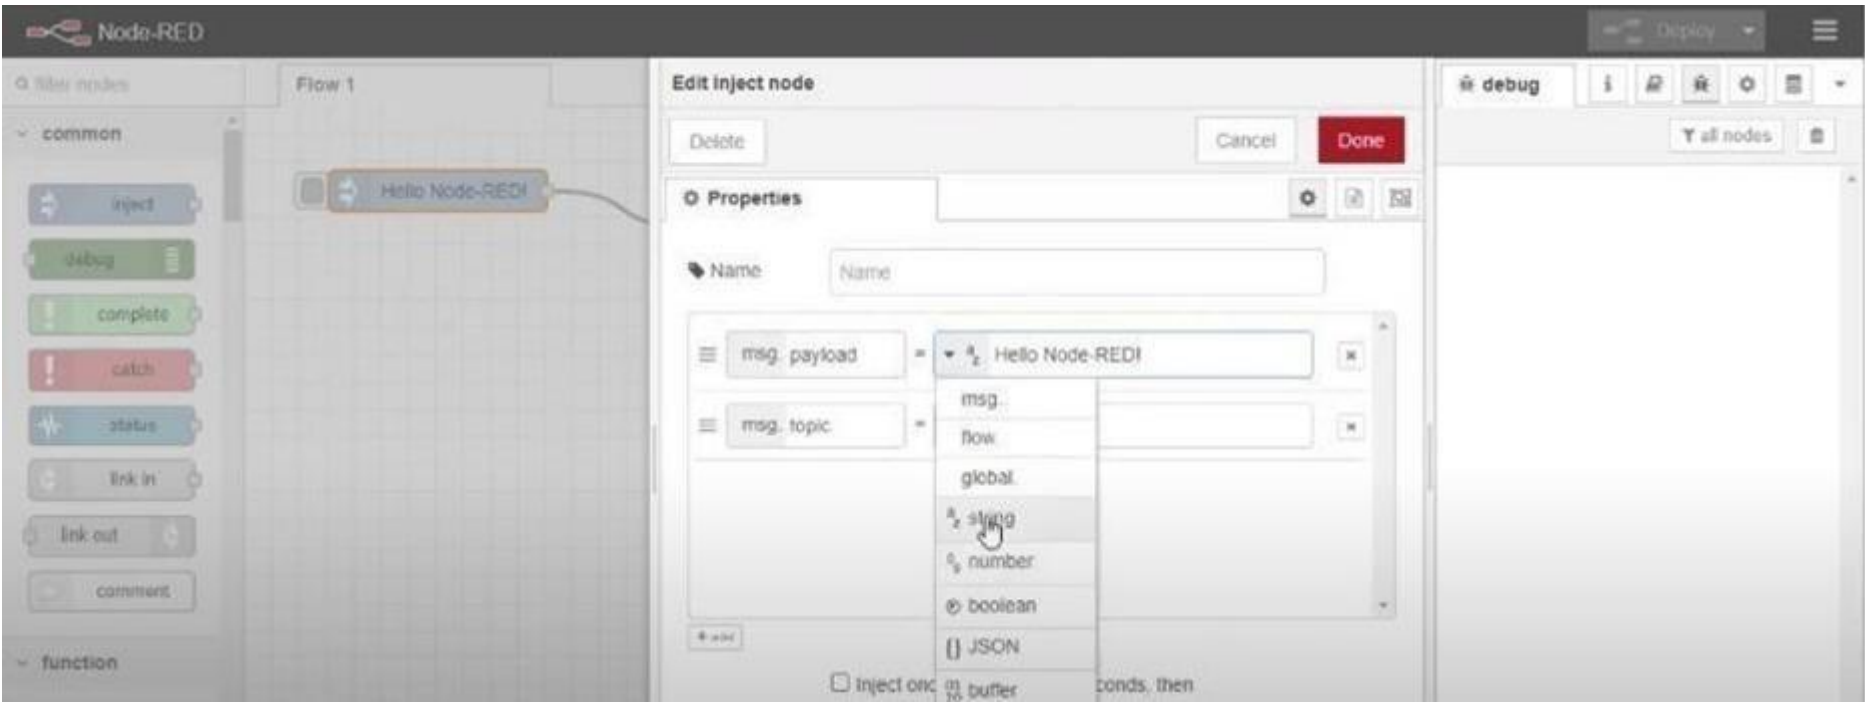 Node-RED
Deploy
filter nodes
Flow 1
Edit inject node
debug
i
common
Delete
Cancel
Done
all nodes
inject
Hello Node-RED!
Properties
debug
Name
Name
complete
msg. payload
=
Hello Node-RED!
catch
msg.
status
msg. topic
=
flow.
link in
global.
string
link out
number
comment
boolean
+ add
JSON
function
Inject onc
conds, then
buffer